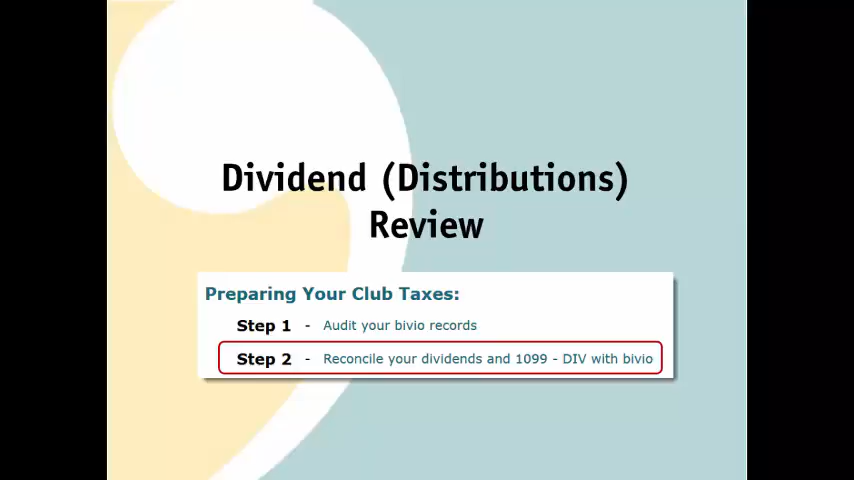 Dividend (Distributions)
Review
Preparing Your Club Taxes:
Step 1 - Audit your bivio records
Step 2 - Reconcile your dividends and 1099 - DIV with bivio